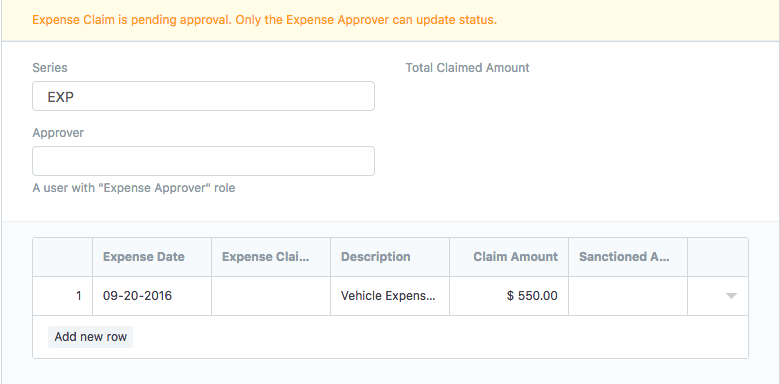 Expense Claim is pending approval. Only the Expense Approver can update status.
Series
Total Claimed Amount
EXP
Approver
A user with "Expense Approver" role
Expense Date Expense Clai... Description Claim Amount Sanctioned A...
1 09-20-2016 Vehicle Expens... $ 550.00
Add new row